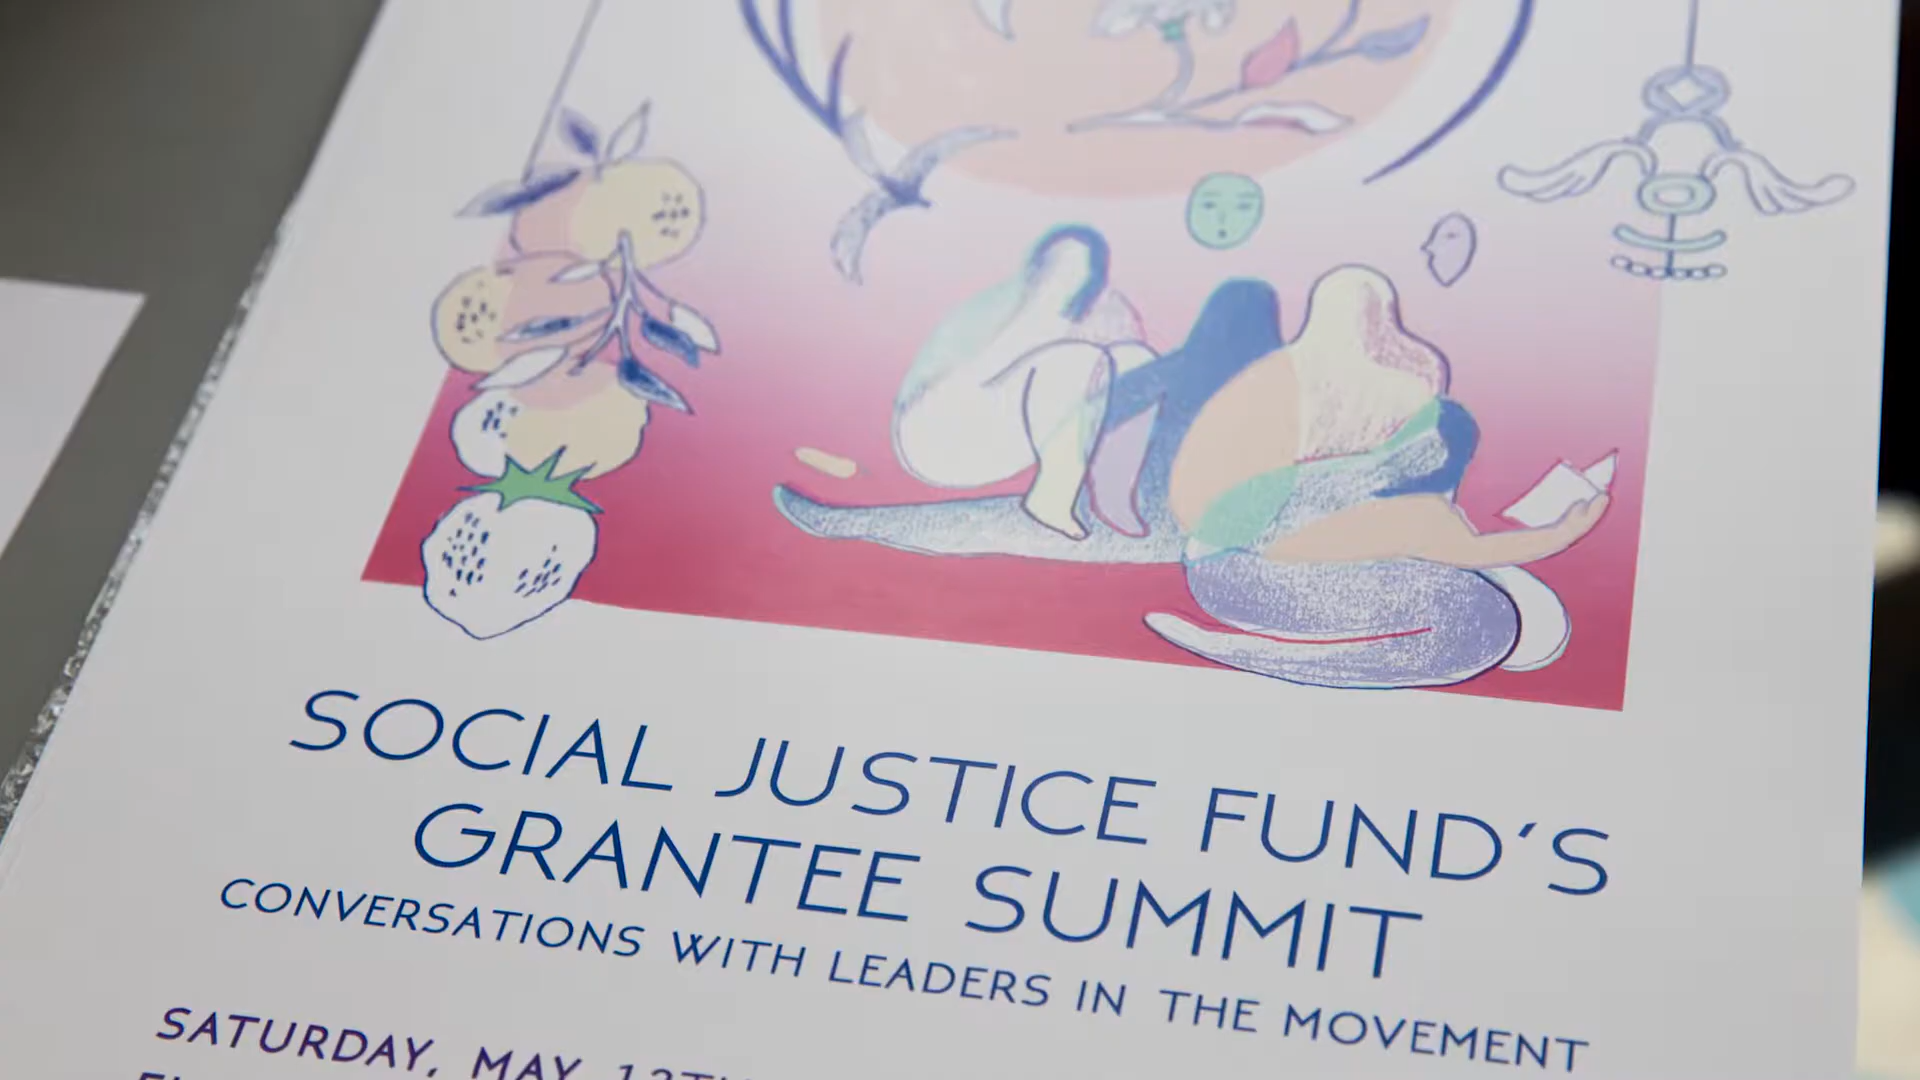 SOCIAL JUSTICE FUND'S
GRANTEE SUMMIT
CONVERSATIONS WITH LEADERS IN THE MOVEMENT
SATURDAY, MAY